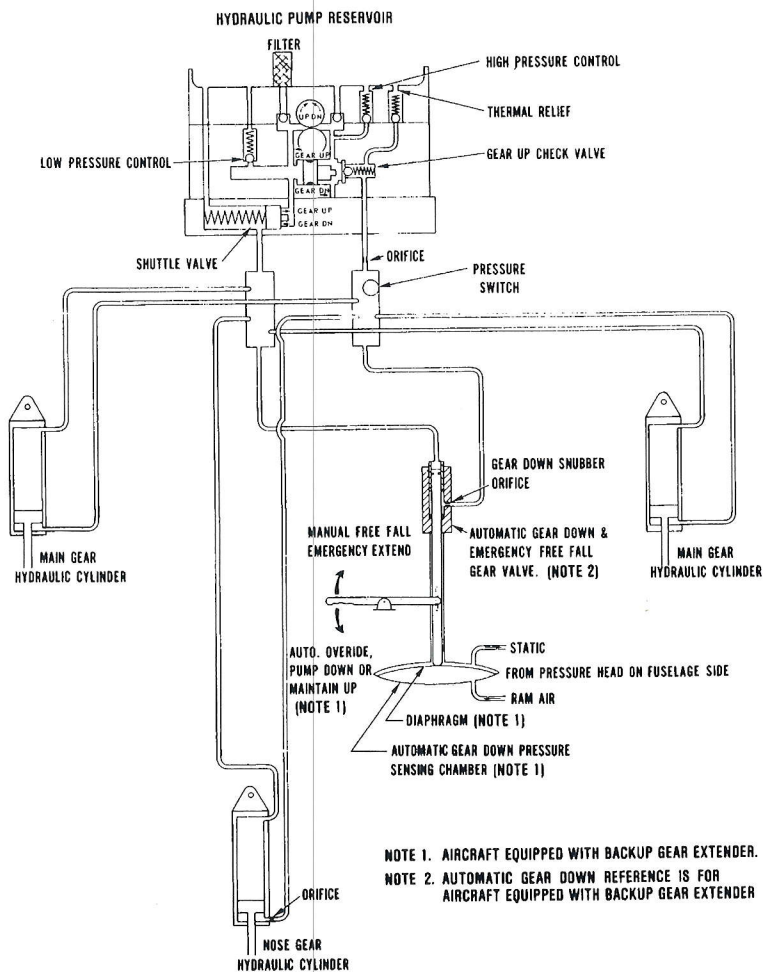 HYDRAULIC PUMP RESERVOIR
FILTER
HIGH PRESSURE CONTROL
THERMAL RELIEF
UP DN
LOW PRESSURE CONTROL
GEAR UP
GEAR UP CHECK VALVE
GEAR DN
GEAR UP
GEAR DN
SHUTTLE VALVE
ORIFICE
PRESSURE
SWITCH
GEAR DOWN SNUBBER
ORIFICE
MANUAL FREE FALL
EMERGENCY EXTEND
AUTOMATIC GEAR DOWN &
EMERGENCY FREE FALL
GEAR VALVE. (NOTE 2)
MAIN GEAR
HYDRAULIC CYLINDER
MAIN GEAR
HYDRAULIC CYLINDER
AUTO. OVERIDE,
PUMP DOWN OR
MAINTAIN UP
(NOTE 1)
STATIC
FROM PRESSURE HEAD ON FUSELAGE SIDE
RAM AIR
DIAPHRAGM (NOTE 1)
AUTOMATIC GEAR DOWN PRESSURE
SENSING CHAMBER (NOTE 1)
NOTE 1. AIRCRAFT EQUIPPED WITH BACKUP GEAR EXTENDER.
NOTE 2. AUTOMATIC GEAR DOWN REFERENCE IS FOR
AIRCRAFT EQUIPPED WITH BACKUP GEAR EXTENDER
ORIFICE
NOSE GEAR
HYDRAULIC CYLINDER